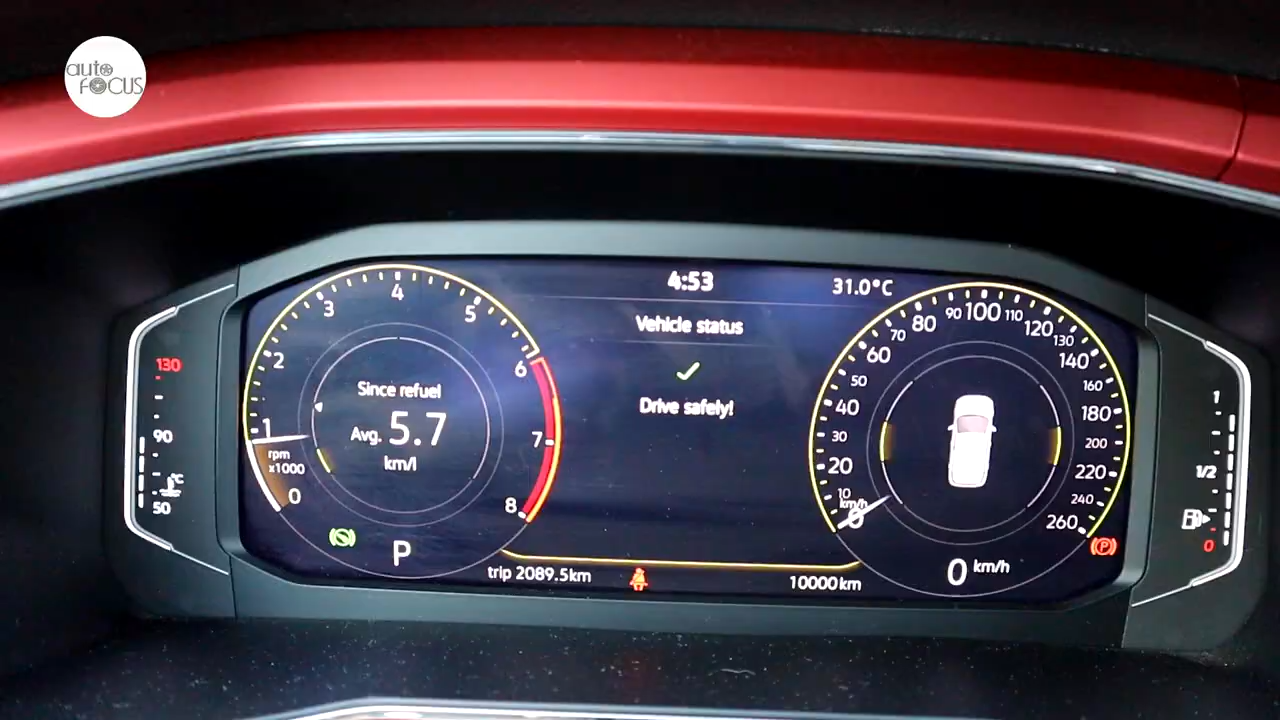 auto
FOCUS
4:53
31.0°C
Vehicle status
Drive safely!
Since refuel
Avg. 5.7
km/l
rpm
x1000
0
1
2
3
4
5
6
7
8
P
trip 2089.5km
10000km
0
10
20
30
40
50
60
70
80
90
100
110
120
130
140
160
180
200
220
240
260
km/h
0 km/h
P
130
90
50
°C
1
1/2
0